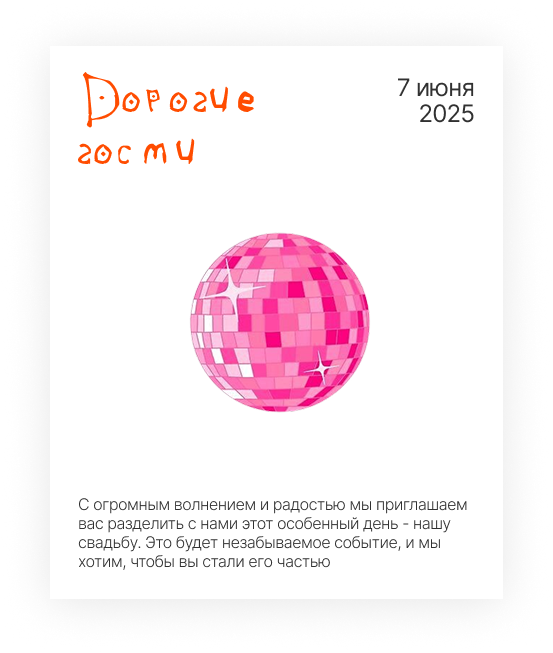 Дорогие
гости
7 июня
2025
С огромным волнением и радостью мы приглашаем
вас разделить с нами этот особенный день - нашу
свадьбу. Это будет незабываемое событие, и мы
хотим, чтобы вы стали его частью